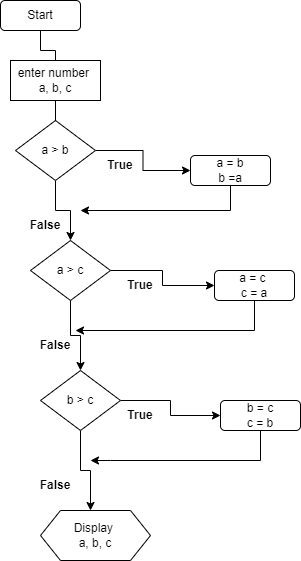 Start
enter number
a, b, c
a > b
True
a = b
b =a
False
a > c
True
a = c
c = a
False
b > c
True
b = c
c = b
False
Display
a, b, c